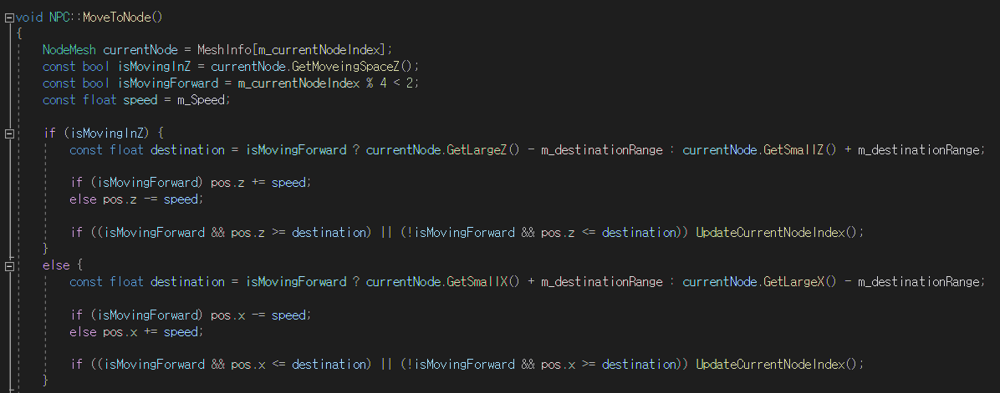 void NPC::MoveToNode()
{
NodeMesh currentNode = MeshInfo[m_currentNodeIndex];
const bool isMovingInZ = currentNode.GetMoveingSpaceZ();
const bool isMovingForward = m_currentNodeIndex % 4 < 2;
const float speed = m_Speed;
if (isMovingInZ) {
const float destination = isMovingForward ? currentNode.GetLargeZ() - m_destinationRange : currentNode.GetSmallZ() + m_destinationRange;
if (isMovingForward) pos.z += speed;
else pos.z -= speed;
if ((isMovingForward && pos.z >= destination) || (!isMovingForward && pos.z <= destination)) UpdateCurrentNodeIndex();
}
else {
const float destination = isMovingForward ? currentNode.GetSmallX() + m_destinationRange : currentNode.GetLargeX() - m_destinationRange;
if (isMovingForward) pos.x -= speed;
else pos.x += speed;
if ((isMovingForward && pos.x <= destination) || (!isMovingForward && pos.x >= destination)) UpdateCurrentNodeIndex();
}